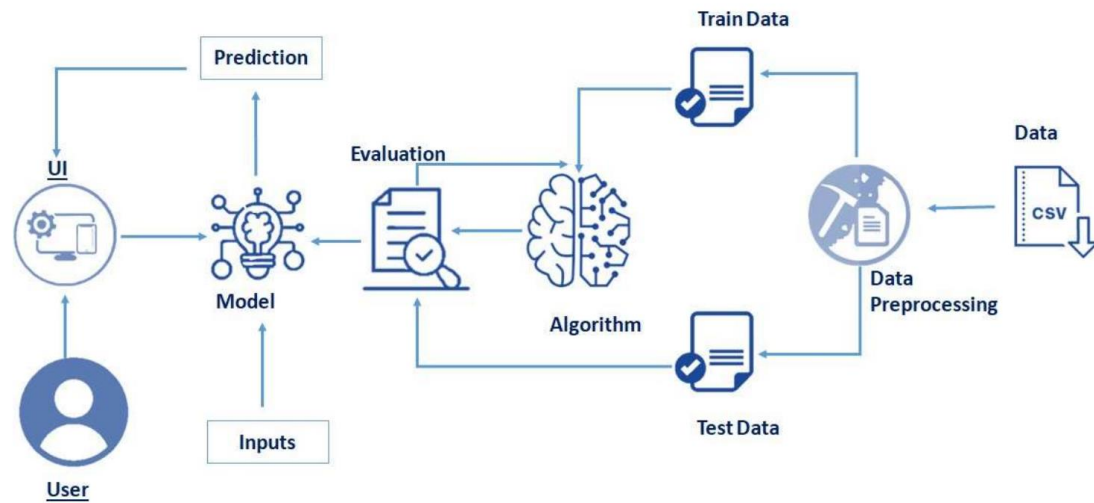 Train Data
Prediction
Data
Evaluation
UI
CSV
Data
Preprocessing
Model
Algorithm
Test Data
Inputs
User